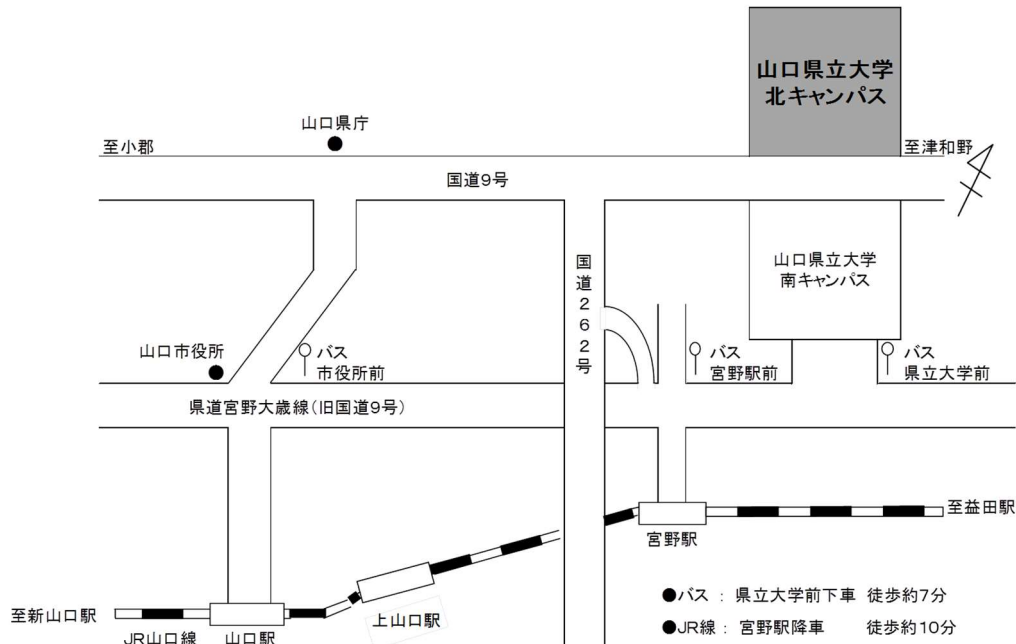 山口県立大学
北キャンパス
山口県庁
至小郡
至津和野
国道9号
国道262号
山口県立大学
南キャンパス
山口市役所
バス
市役所前
バス
宮野駅前
バス
県立大学前
県道宮野大歳線(旧国道9号)
至益田駅
宮野駅
●バス : 県立大学前下車 徒歩約7分
●JR線 : 宮野駅降車 徒歩約10分
上山口駅
至新山口駅
JR山口線
山口駅